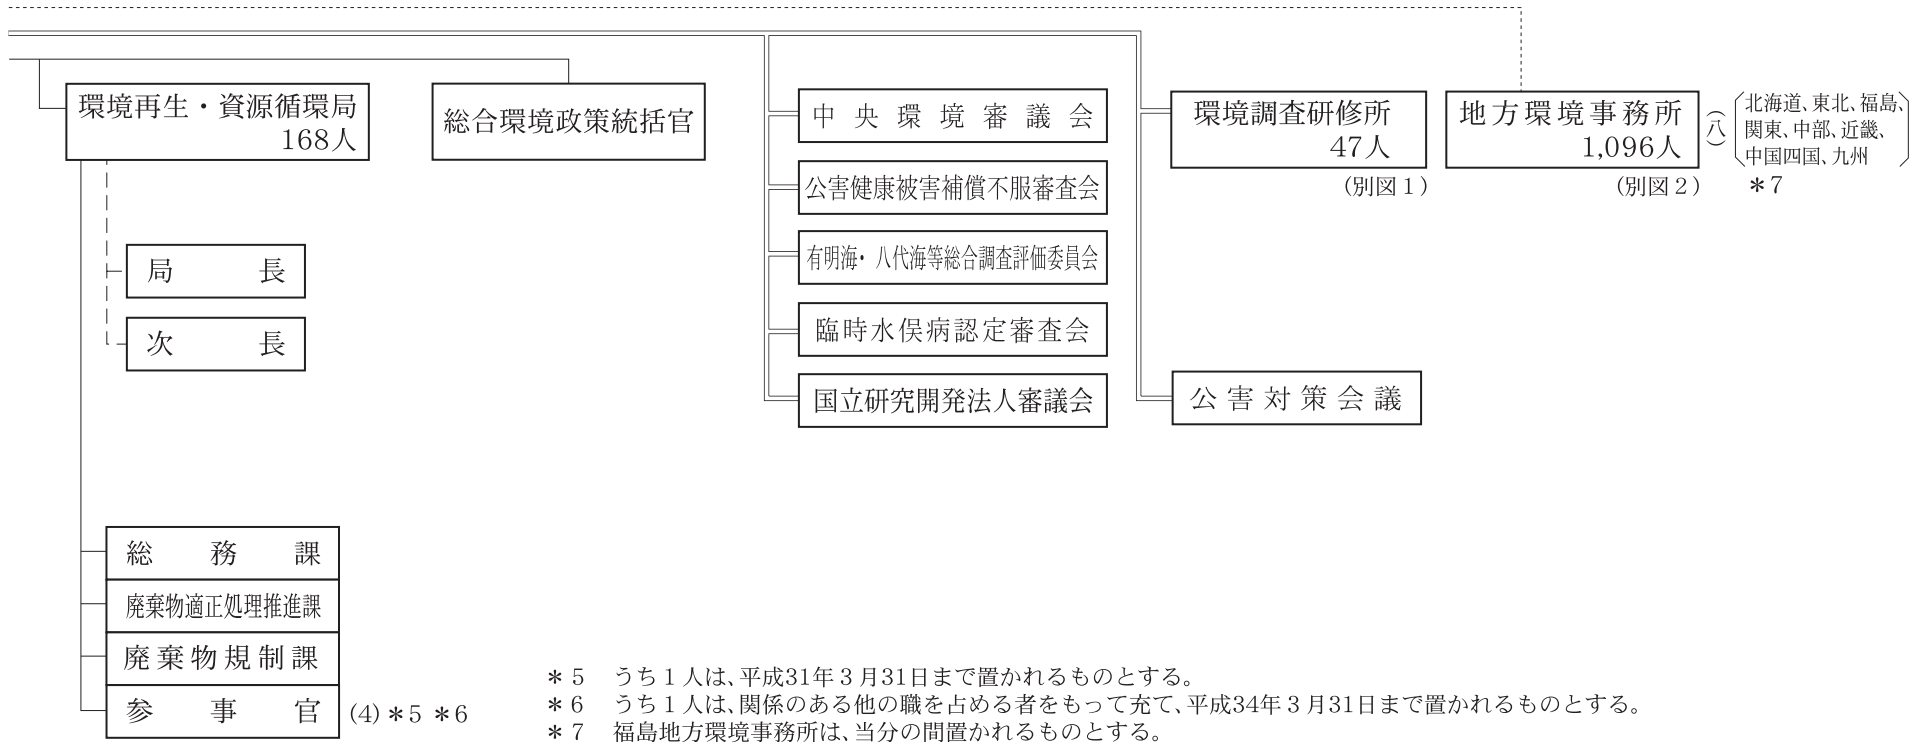 環境再生・資源循環局
168人
局長
次長
総務課
廃棄物適正処理推進課
廃棄物規制課
参事官 (4)＊5 ＊6
総合環境政策統括官
中央環境審議会
公害健康被害補償不服審査会
有明海・八代海等総合調査評価委員会
臨時水俣病認定審査会
国立研究開発法人審議会
環境調査研修所
47人
(別図1)
公害対策会議
地方環境事務所
1,096人
(別図2)
(八)
北海道、東北、福島、
関東、中部、近畿、
中国四国、九州
＊7
＊5 うち1人は、平成31年3月31日まで置かれるものとする。
＊6 うち1人は、関係のある他の職を占める者をもって充て、平成34年3月31日まで置かれるものとする。
＊7 福島地方環境事務所は、当分の間置かれるものとする。